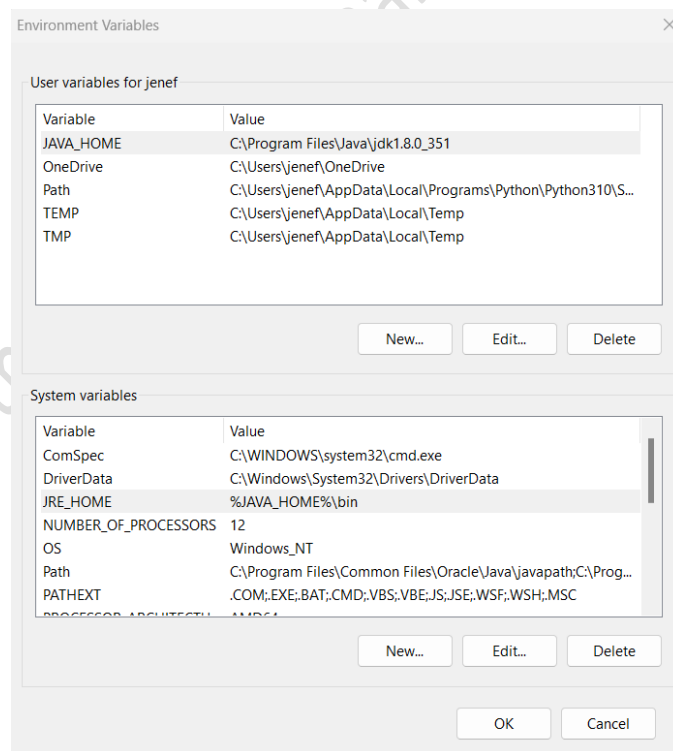 Environment Variables
User variables for jenef
Variable Value
JAVA_HOME C:\Program Files\Java\jdk1.8.0_351
OneDrive C:\Users\jenef\OneDrive
Path C:\Users\jenef\AppData\Local\Programs\Python\Python310\S...
TEMP C:\Users\jenef\AppData\Local\Temp
TMP C:\Users\jenef\AppData\Local\Temp
New... Edit... Delete
System variables
Variable Value
ComSpec C:\WINDOWS\system32\cmd.exe
DriverData C:\Windows\System32\Drivers\DriverData
JRE_HOME %JAVA_HOME%\bin
NUMBER_OF_PROCESSORS 12
OS Windows_NT
Path C:\Program Files\Common Files\Oracle\Java\javapath;C:\Prog...
PATHEXT .COM;.EXE;.BAT;.CMD;.VBS;.VBE;.JS;.JSE;.WSF;.WSH;.MSC
New... Edit... Delete
OK Cancel